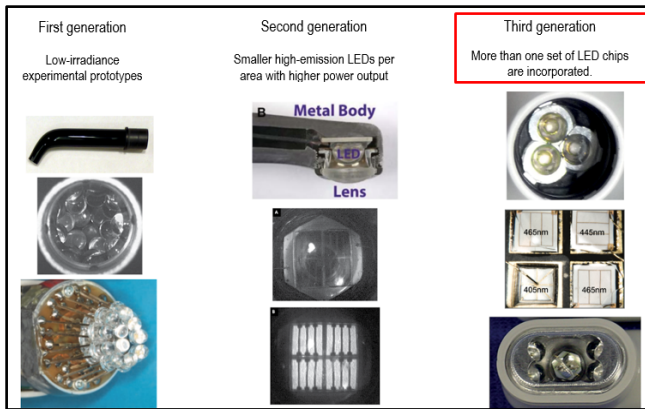 First generation
Low-irradiance
experimental prototypes
Second generation
Smaller high-emission LEDs per
area with higher power output
B
Metal Body
LED
Lens
A
B
Third generation
More than one set of LED chips
are incorporated.
465nm
445nm
405nm
465nm